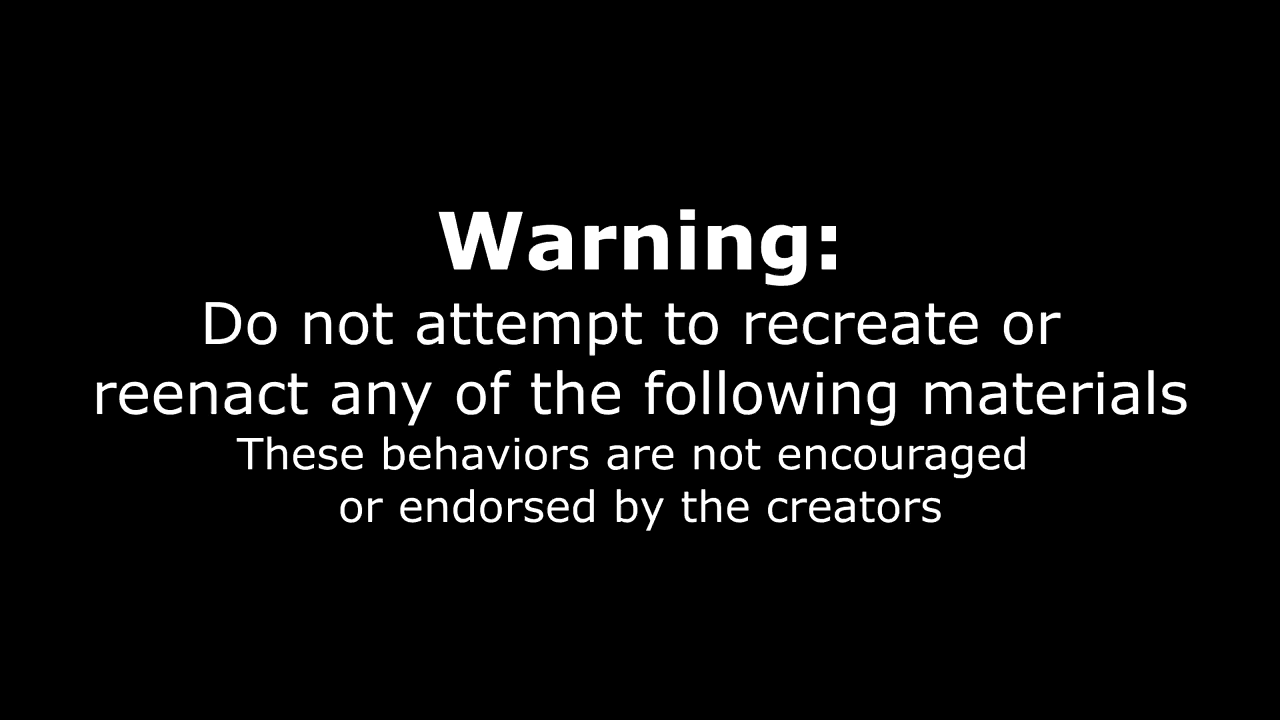 Warning:
Do not attempt to recreate or
reenact any of the following materials
These behaviors are not encouraged
or endorsed by the creators